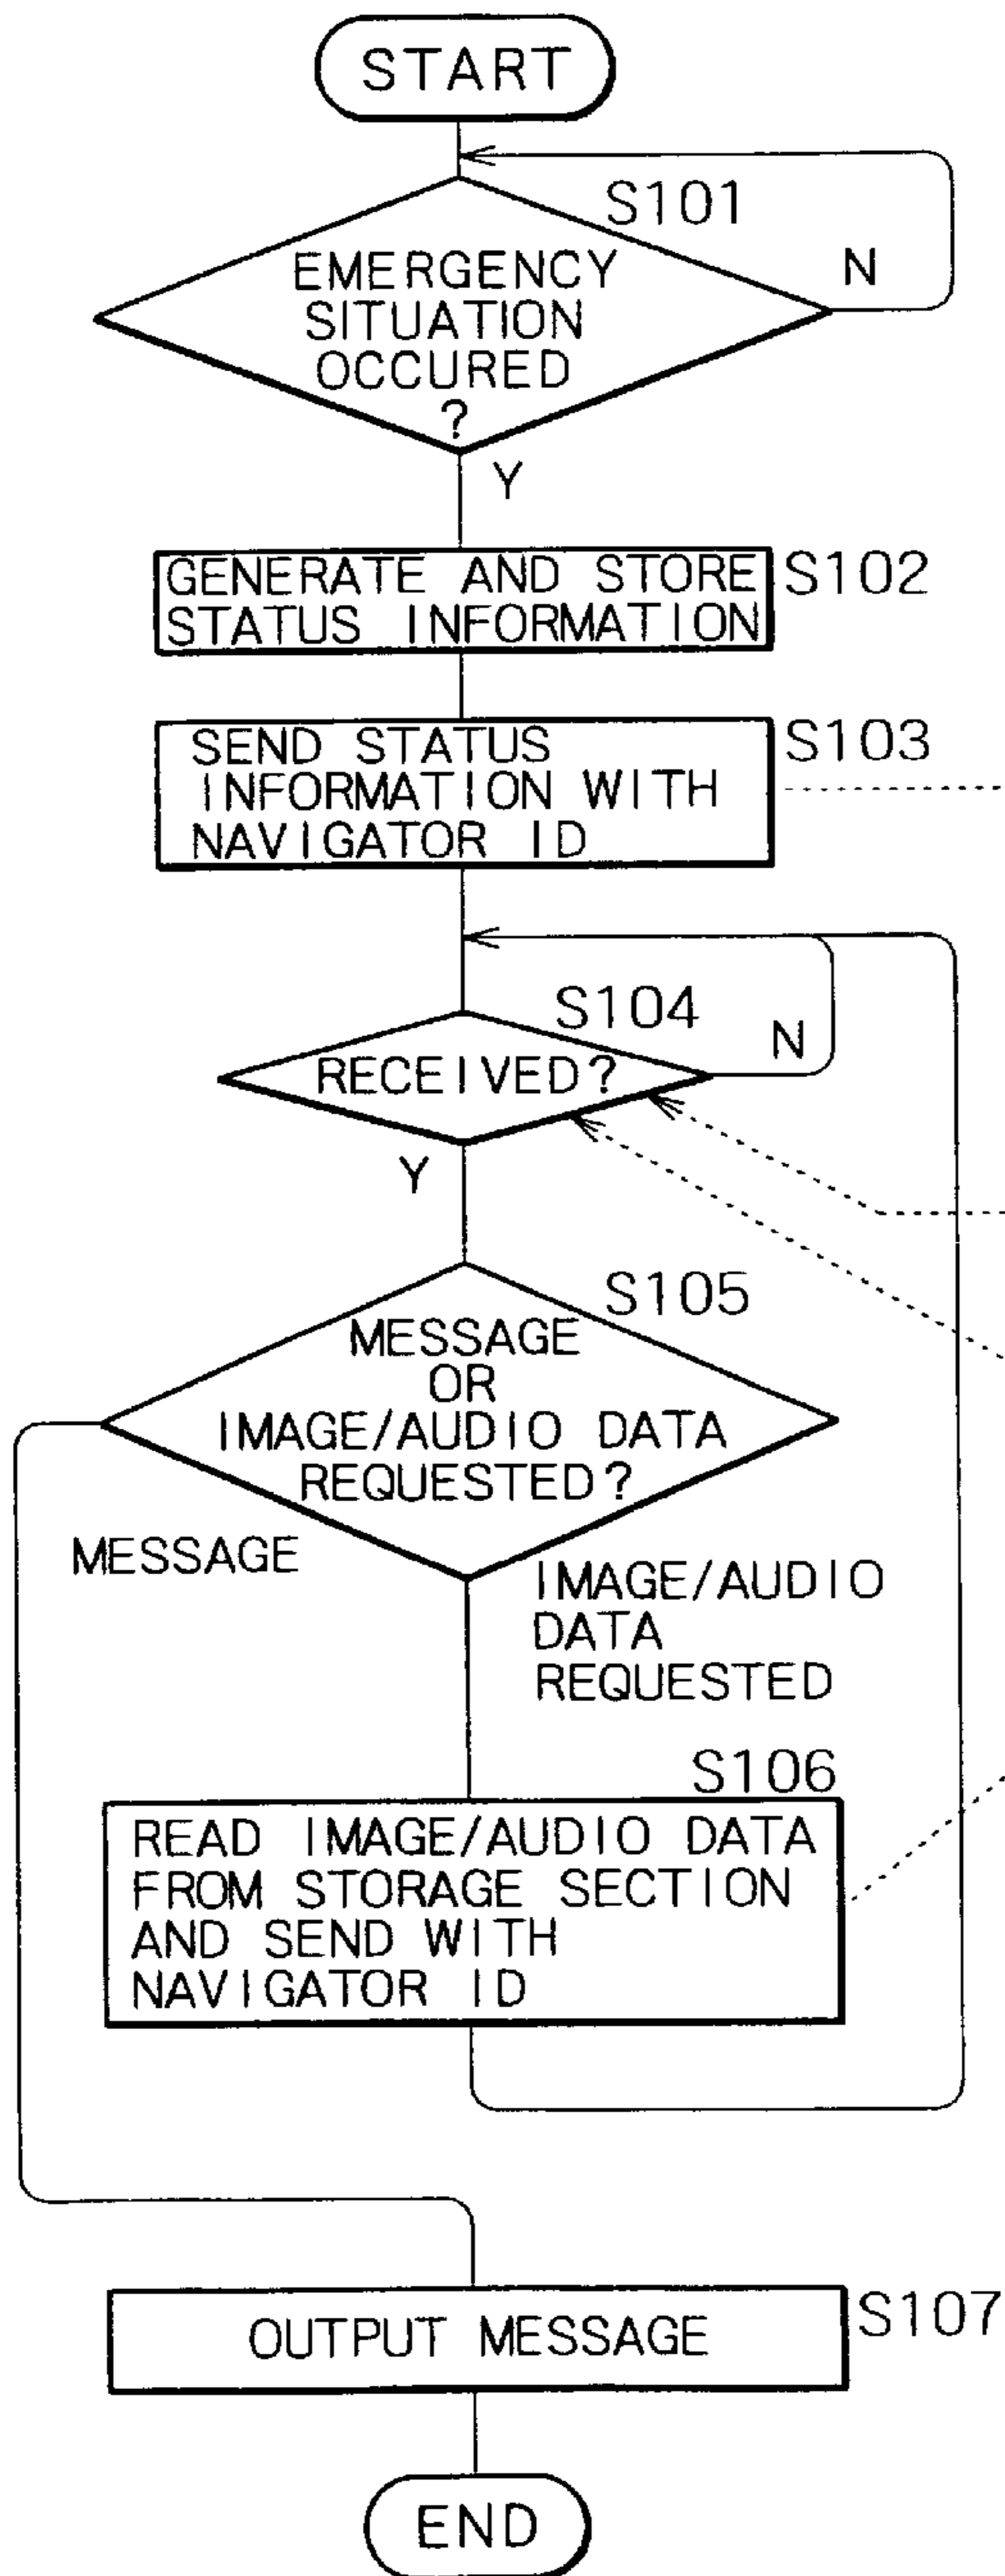 START
S101
EMERGENCY
SITUATION
OCCURED
?
N
Y
GENERATE AND STORE
STATUS INFORMATION
S102
SEND STATUS
INFORMATION WITH
NAVIGATOR ID
S103
S104
RECEIVED?
N
Y
S105
MESSAGE
OR
IMAGE/AUDIO DATA
REQUESTED?
MESSAGE
IMAGE/AUDIO
DATA
REQUESTED
S106
READ IMAGE/AUDIO DATA
FROM STORAGE SECTION
AND SEND WITH
NAVIGATOR ID
OUTPUT MESSAGE
S107
END